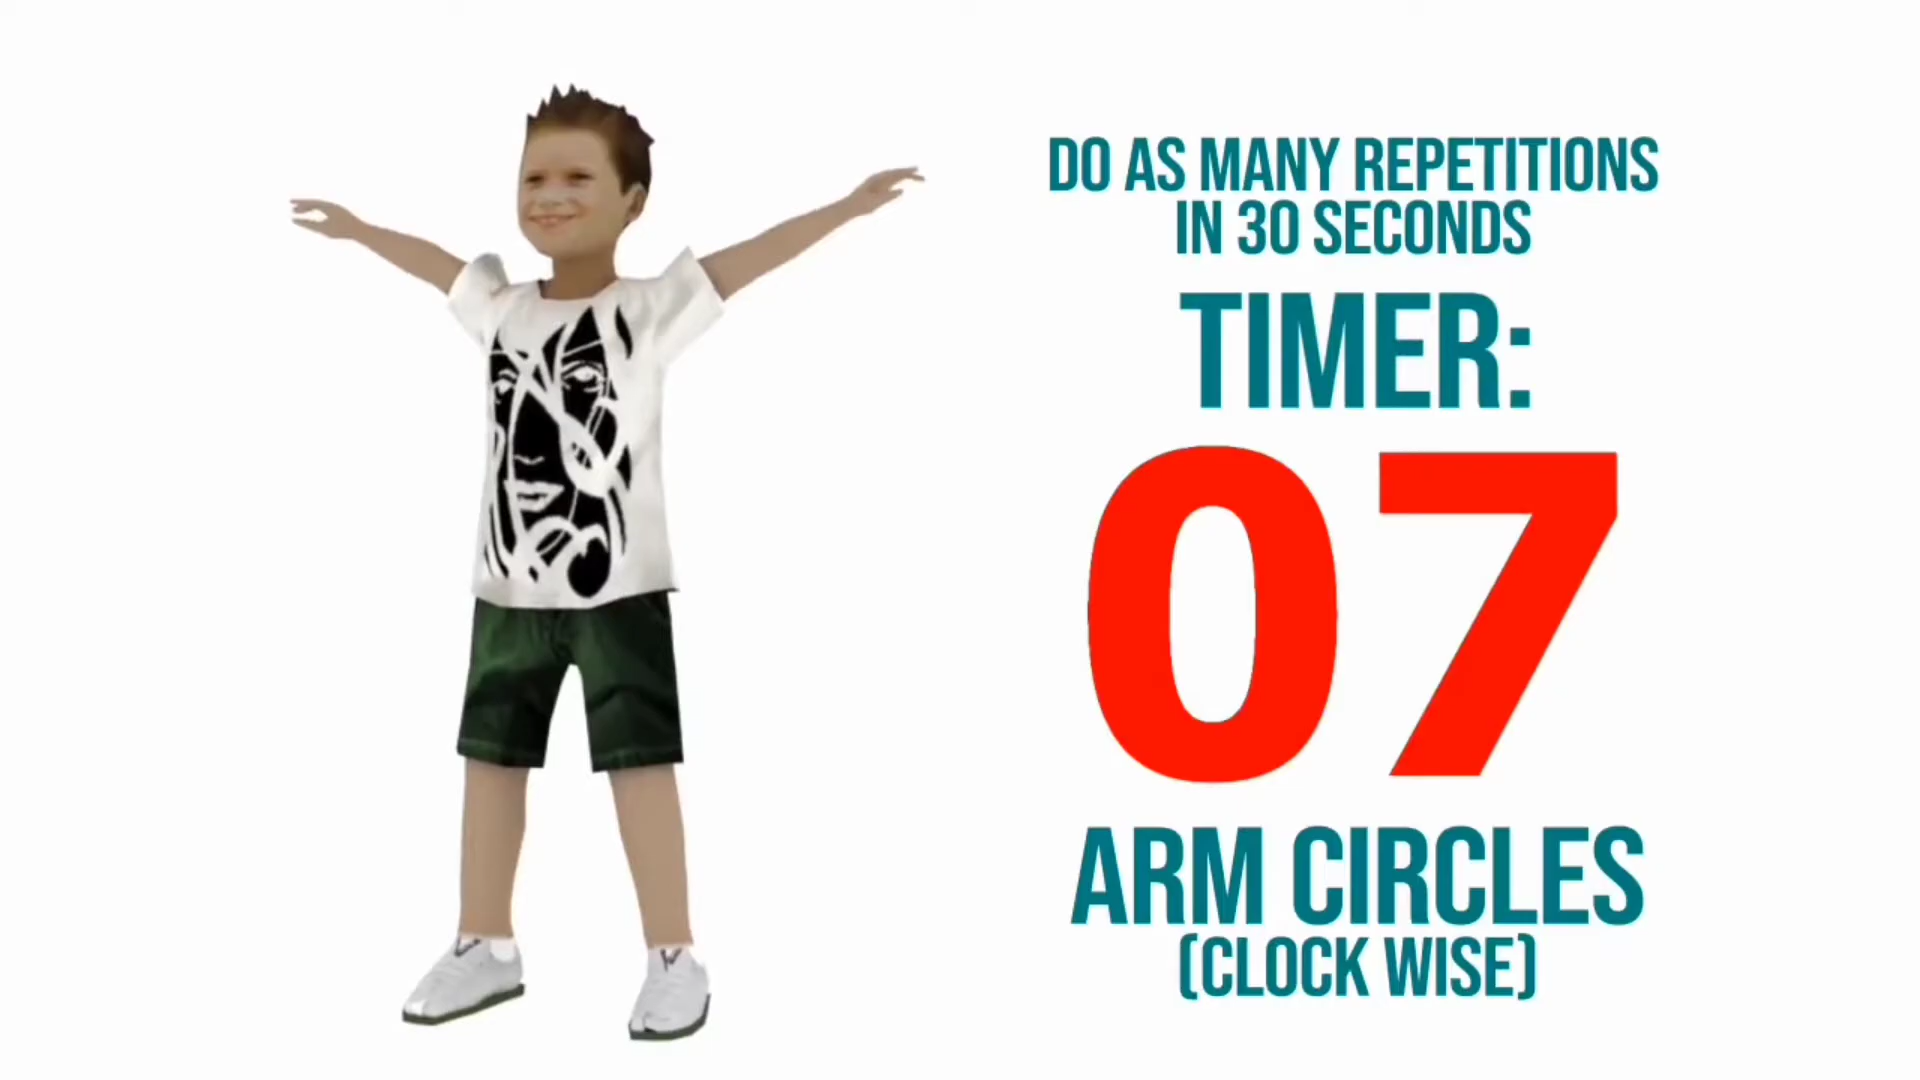 DO AS MANY REPETITIONS
IN 30 SECONDS
TIMER:
07
ARM CIRCLES
(CLOCK WISE)